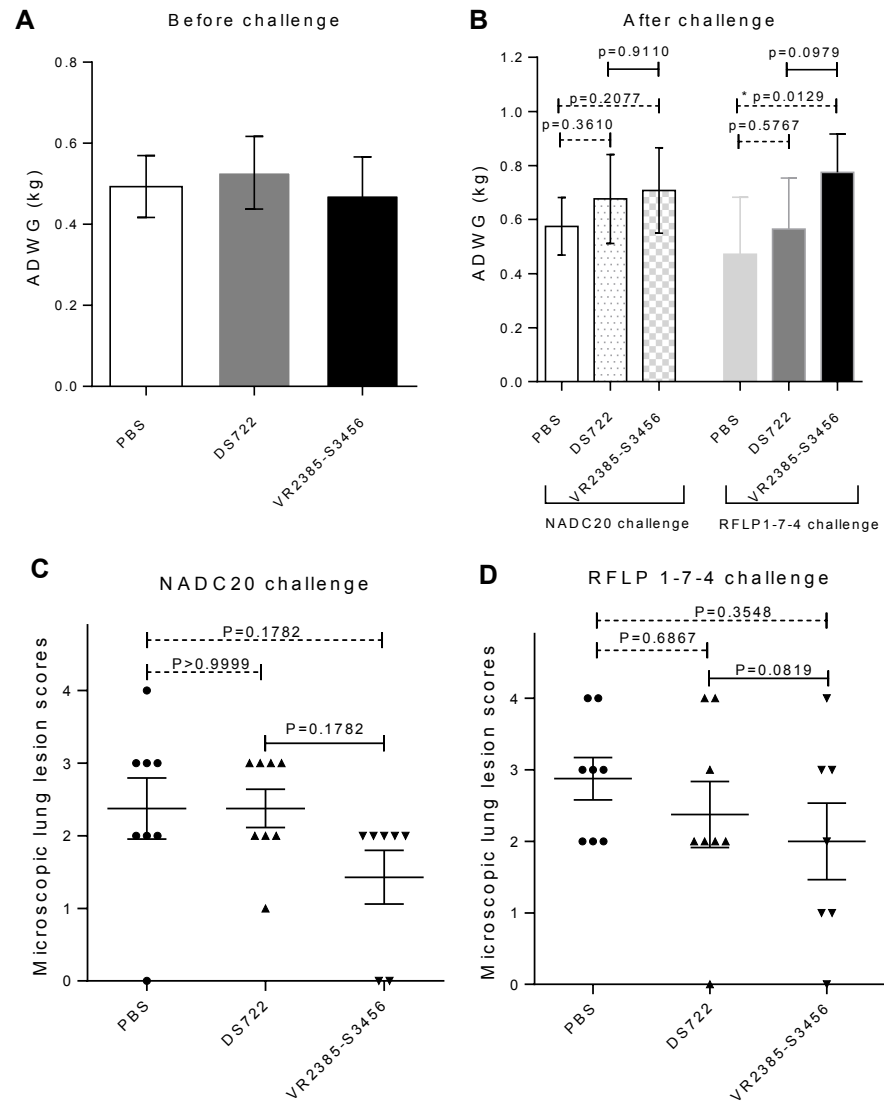 A
Before challenge
ADWG (kg)
0.8
0.6
0.4
0.2
0.0
PBS
DS722
VR2385-S3456
B
After challenge
ADWG (kg)
1.2
1.0
0.8
0.6
0.4
0.2
0.0
p=0.9110
p=0.2077
p=0.3610
p=0.0979
* p=0.0129
p=0.5767
PBS
DS722
VR2385-S3456
PBS
DS722
VR2385-S3456
NADC20 challenge
RFLP1-7-4 challenge
C
NADC20 challenge
Microscopic lung lesion scores
4
3
2
1
0
P=0.1782
P>0.9999
P=0.1782
PBS
DS722
VR2385-S3456
D
RFLP 1-7-4 challenge
Microscopic lung lesion scores
4
3
2
1
0
P=0.3548
P=0.6867
P=0.0819
PBS
DS722
VR2385-S3456